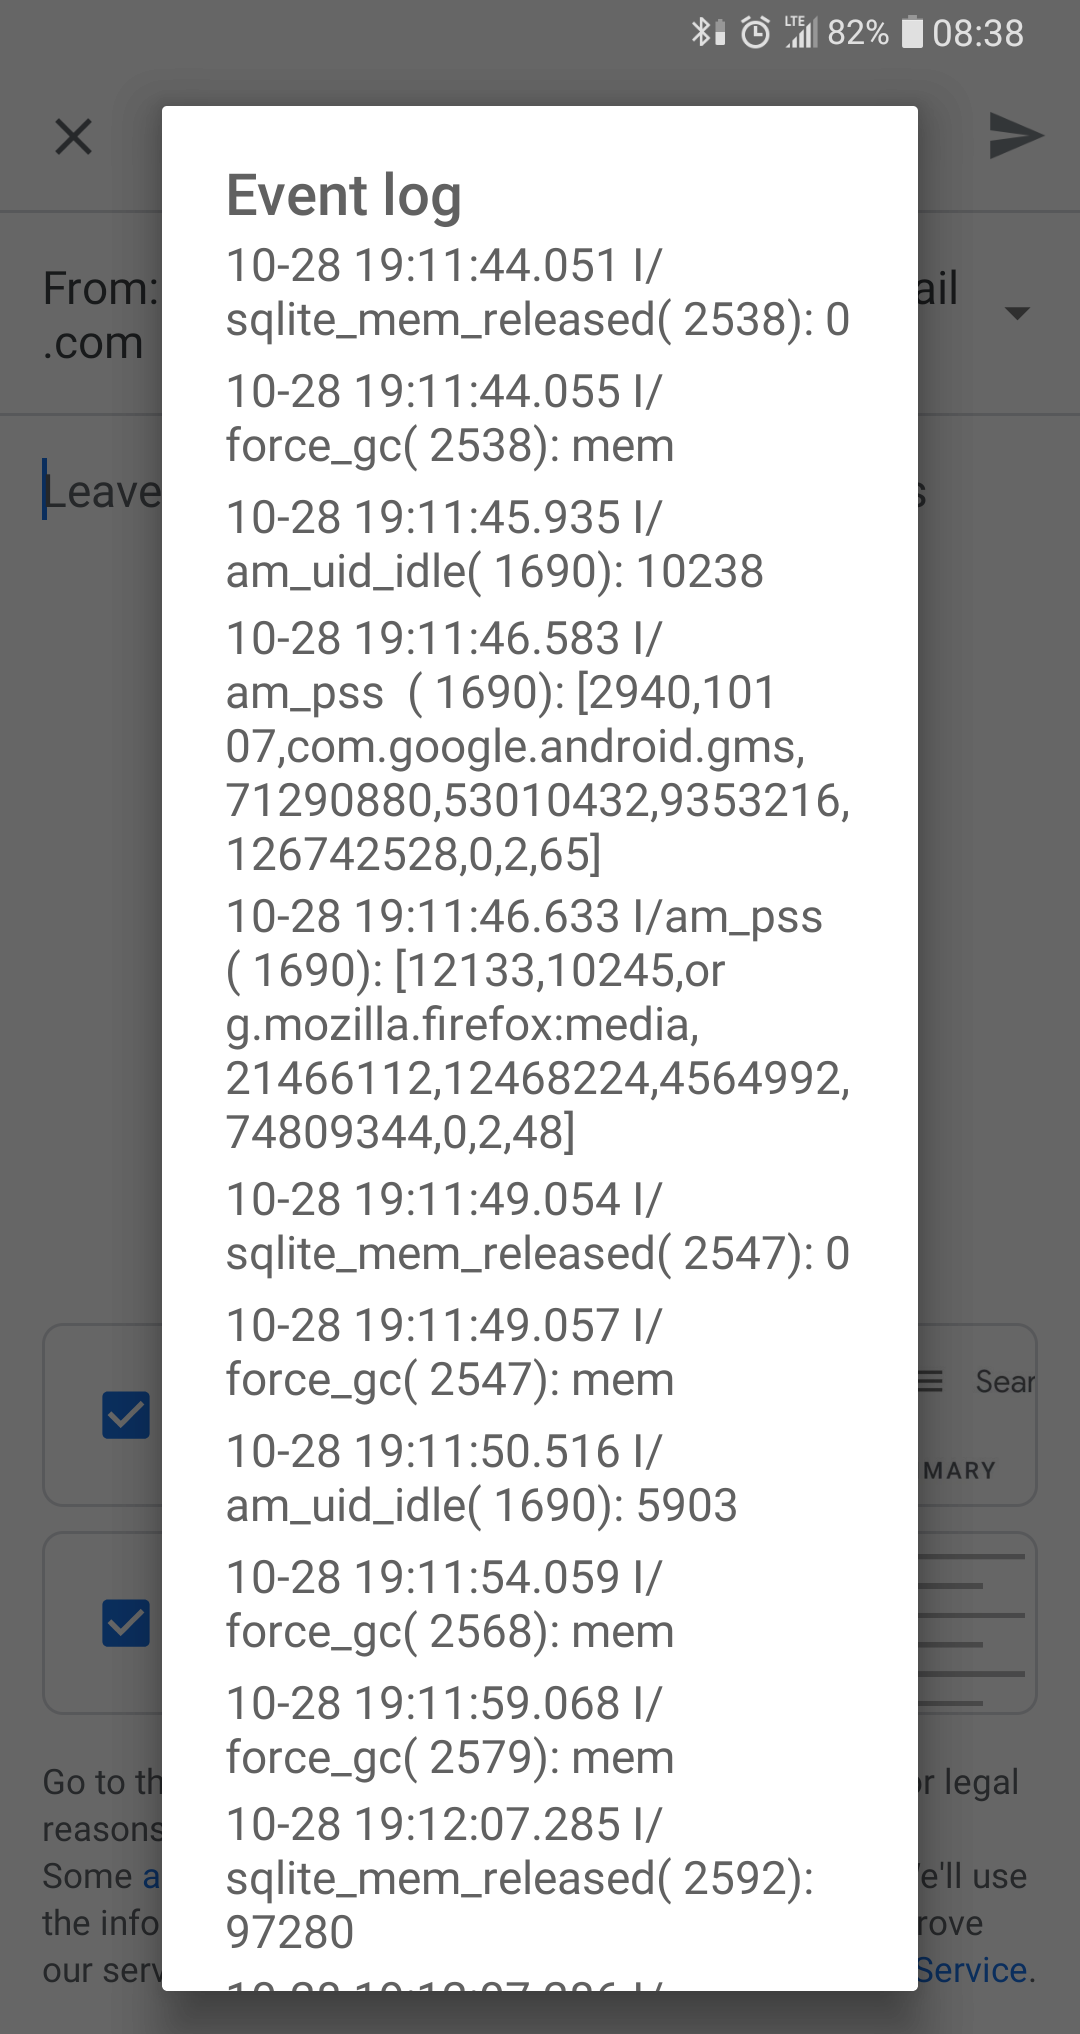 LTE 82% 08:38
From: ail
.com
Leave s
Event log
10-28 19:11:44.051 I/
sqlite_mem_released( 2538): 0
10-28 19:11:44.055 I/
force_gc( 2538): mem
10-28 19:11:45.935 I/
am_uid_idle( 1690): 10238
10-28 19:11:46.583 I/
am_pss  ( 1690): [2940,101
07,com.google.android.gms,
71290880,53010432,9353216,
126742528,0,2,65]
10-28 19:11:46.633 I/am_pss
( 1690): [12133,10245,or
g.mozilla.firefox:media,
21466112,12468224,4564992,
74809344,0,2,48]
10-28 19:11:49.054 I/
sqlite_mem_released( 2547): 0
10-28 19:11:49.057 I/
force_gc( 2547): mem
10-28 19:11:50.516 I/
am_uid_idle( 1690): 5903
10-28 19:11:54.059 I/
force_gc( 2568): mem
10-28 19:11:59.068 I/
force_gc( 2579): mem
10-28 19:12:07.285 I/
sqlite_mem_released( 2592):
97280
Sear
MARY
Go to th r legal
reasons
Some a e'll use
the info rove
our serv Service.